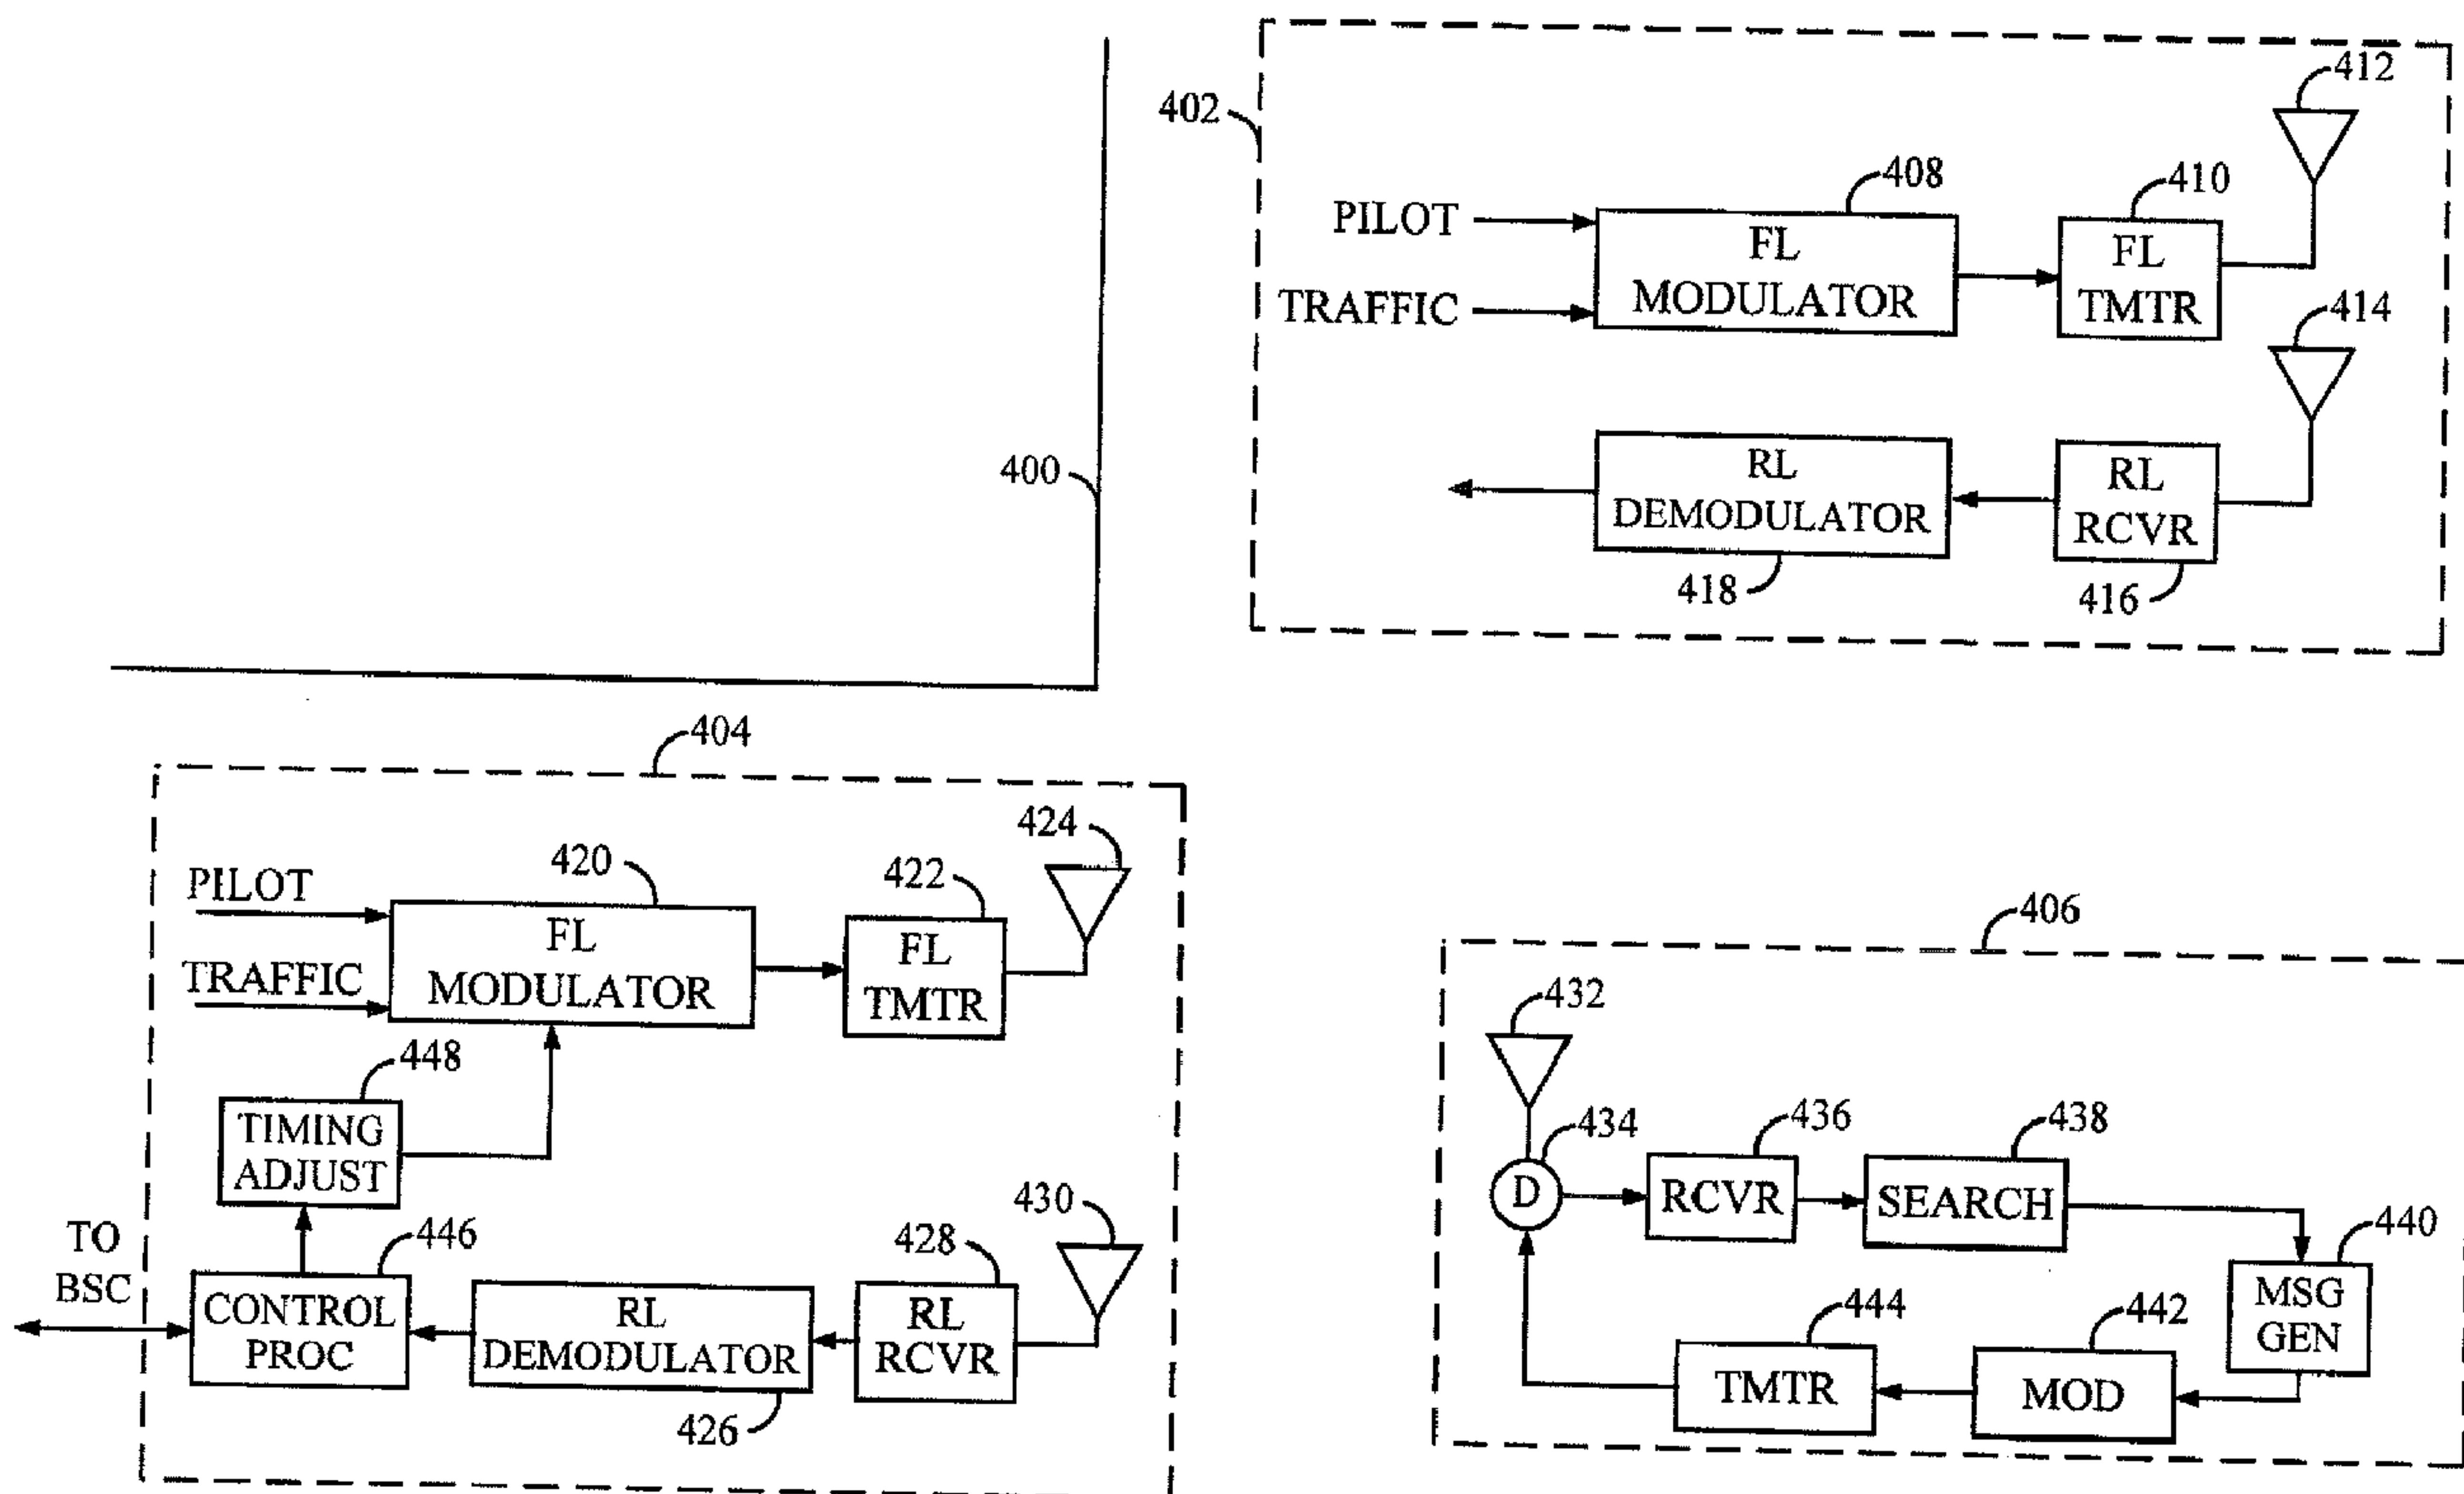 412
402
408
410
PILOT
FL
MODULATOR
FL
TMTR
TRAFFIC
414
400
RL
DEMODULATOR
RL
RCVR
418
416
404
424
420
422
PILOT
FL
MODULATOR
FL
TMTR
TRAFFIC
448
TIMING
ADJUST
430
TO
BSC
446
428
CONTROL
PROC
RL
DEMODULATOR
RL
RCVR
426
406
432
434
436
438
D
RCVR
SEARCH
440
MSG
GEN
444
442
TMTR
MOD